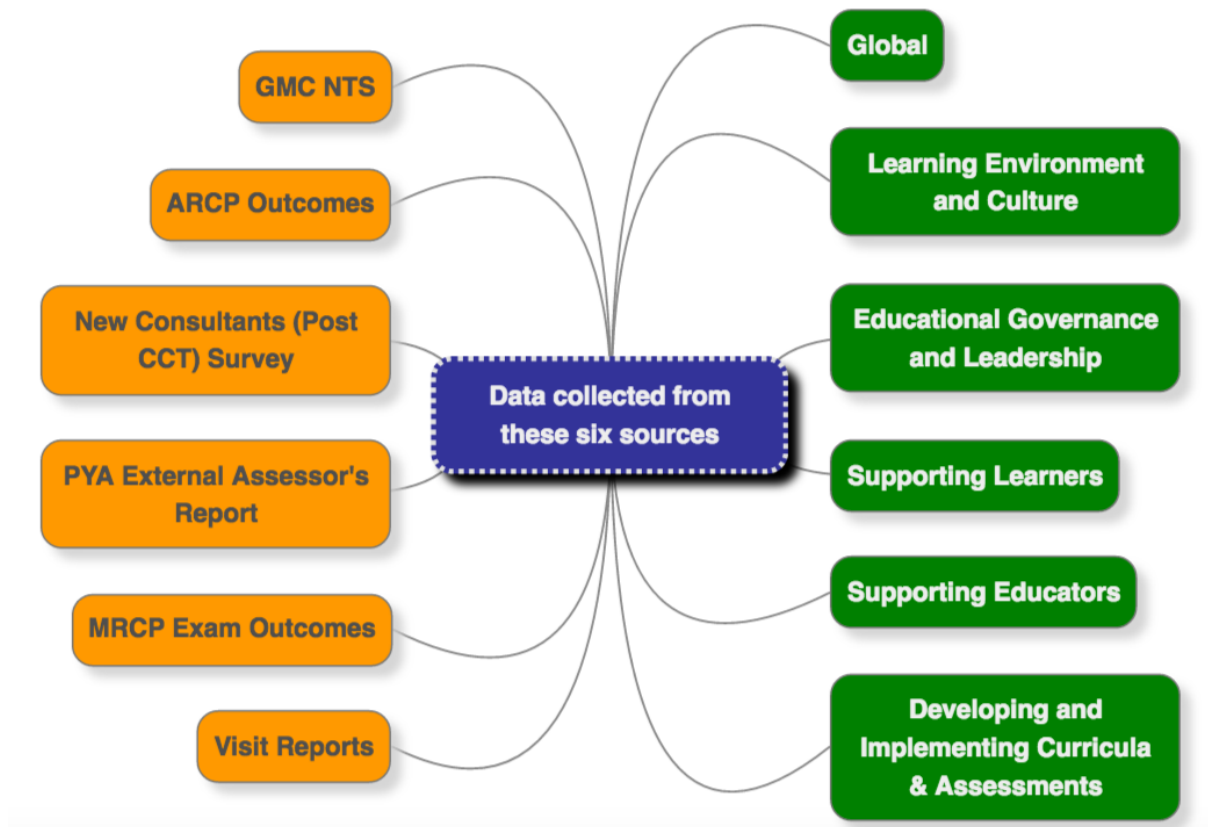 GMC NTS
ARCP Outcomes
New Consultants (Post
CCT) Survey
PYA External Assessor's
Report
MRCP Exam Outcomes
Visit Reports
Data collected from
these six sources
Global
Learning Environment
and Culture
Educational Governance
and Leadership
Supporting Learners
Supporting Educators
Developing and
Implementing Curricula
& Assessments